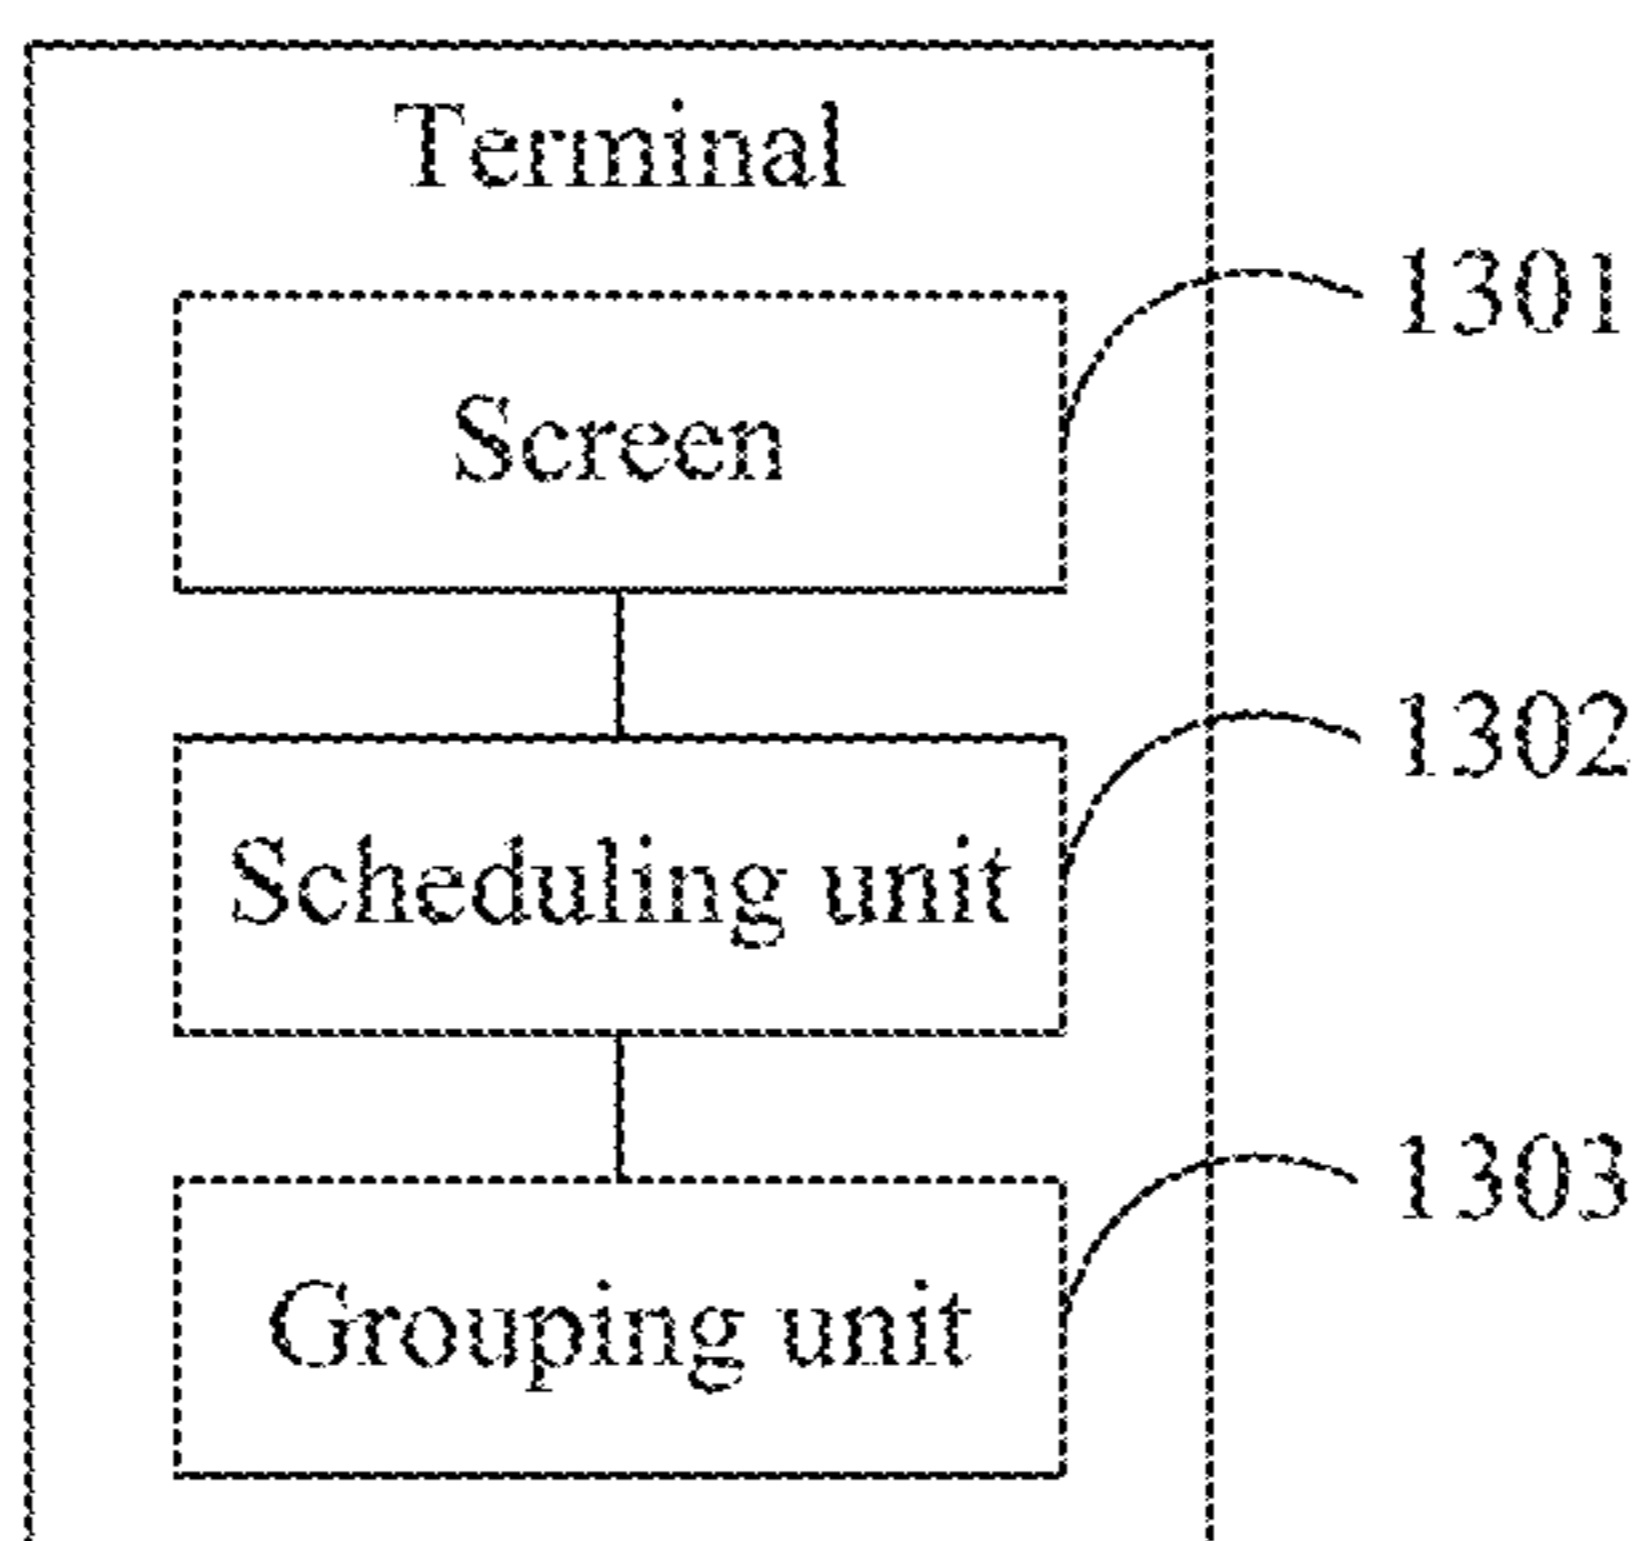 Terminal
1301
Screen
1302
Scheduling unit
1303
Grouping unit